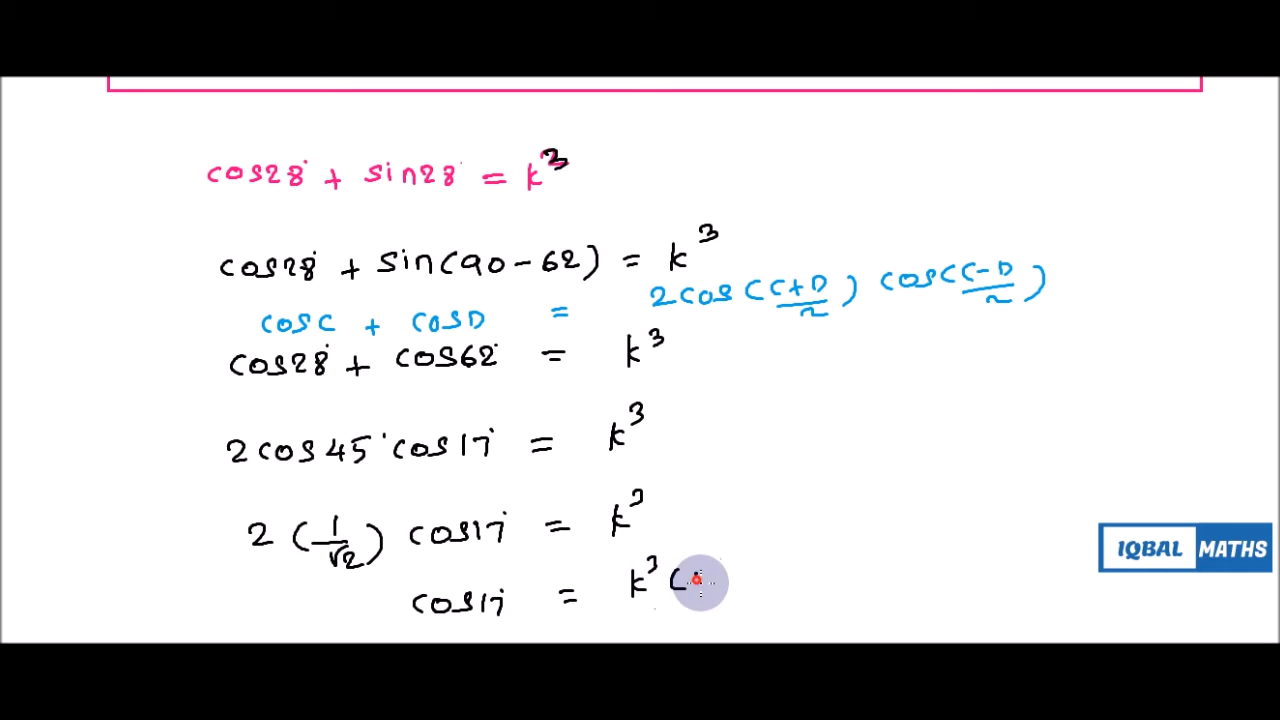 cos28° + sin28° = k³
cos28° + sin(90-62) = k³
cosC + cosD = 2cos(C+D/2) cos(C-D/2)
cos28° + cos62° = k³
2cos45° cos17° = k³
2(1/√2) cos17° = k³
cos17° = k³(
IQBAL MATHS